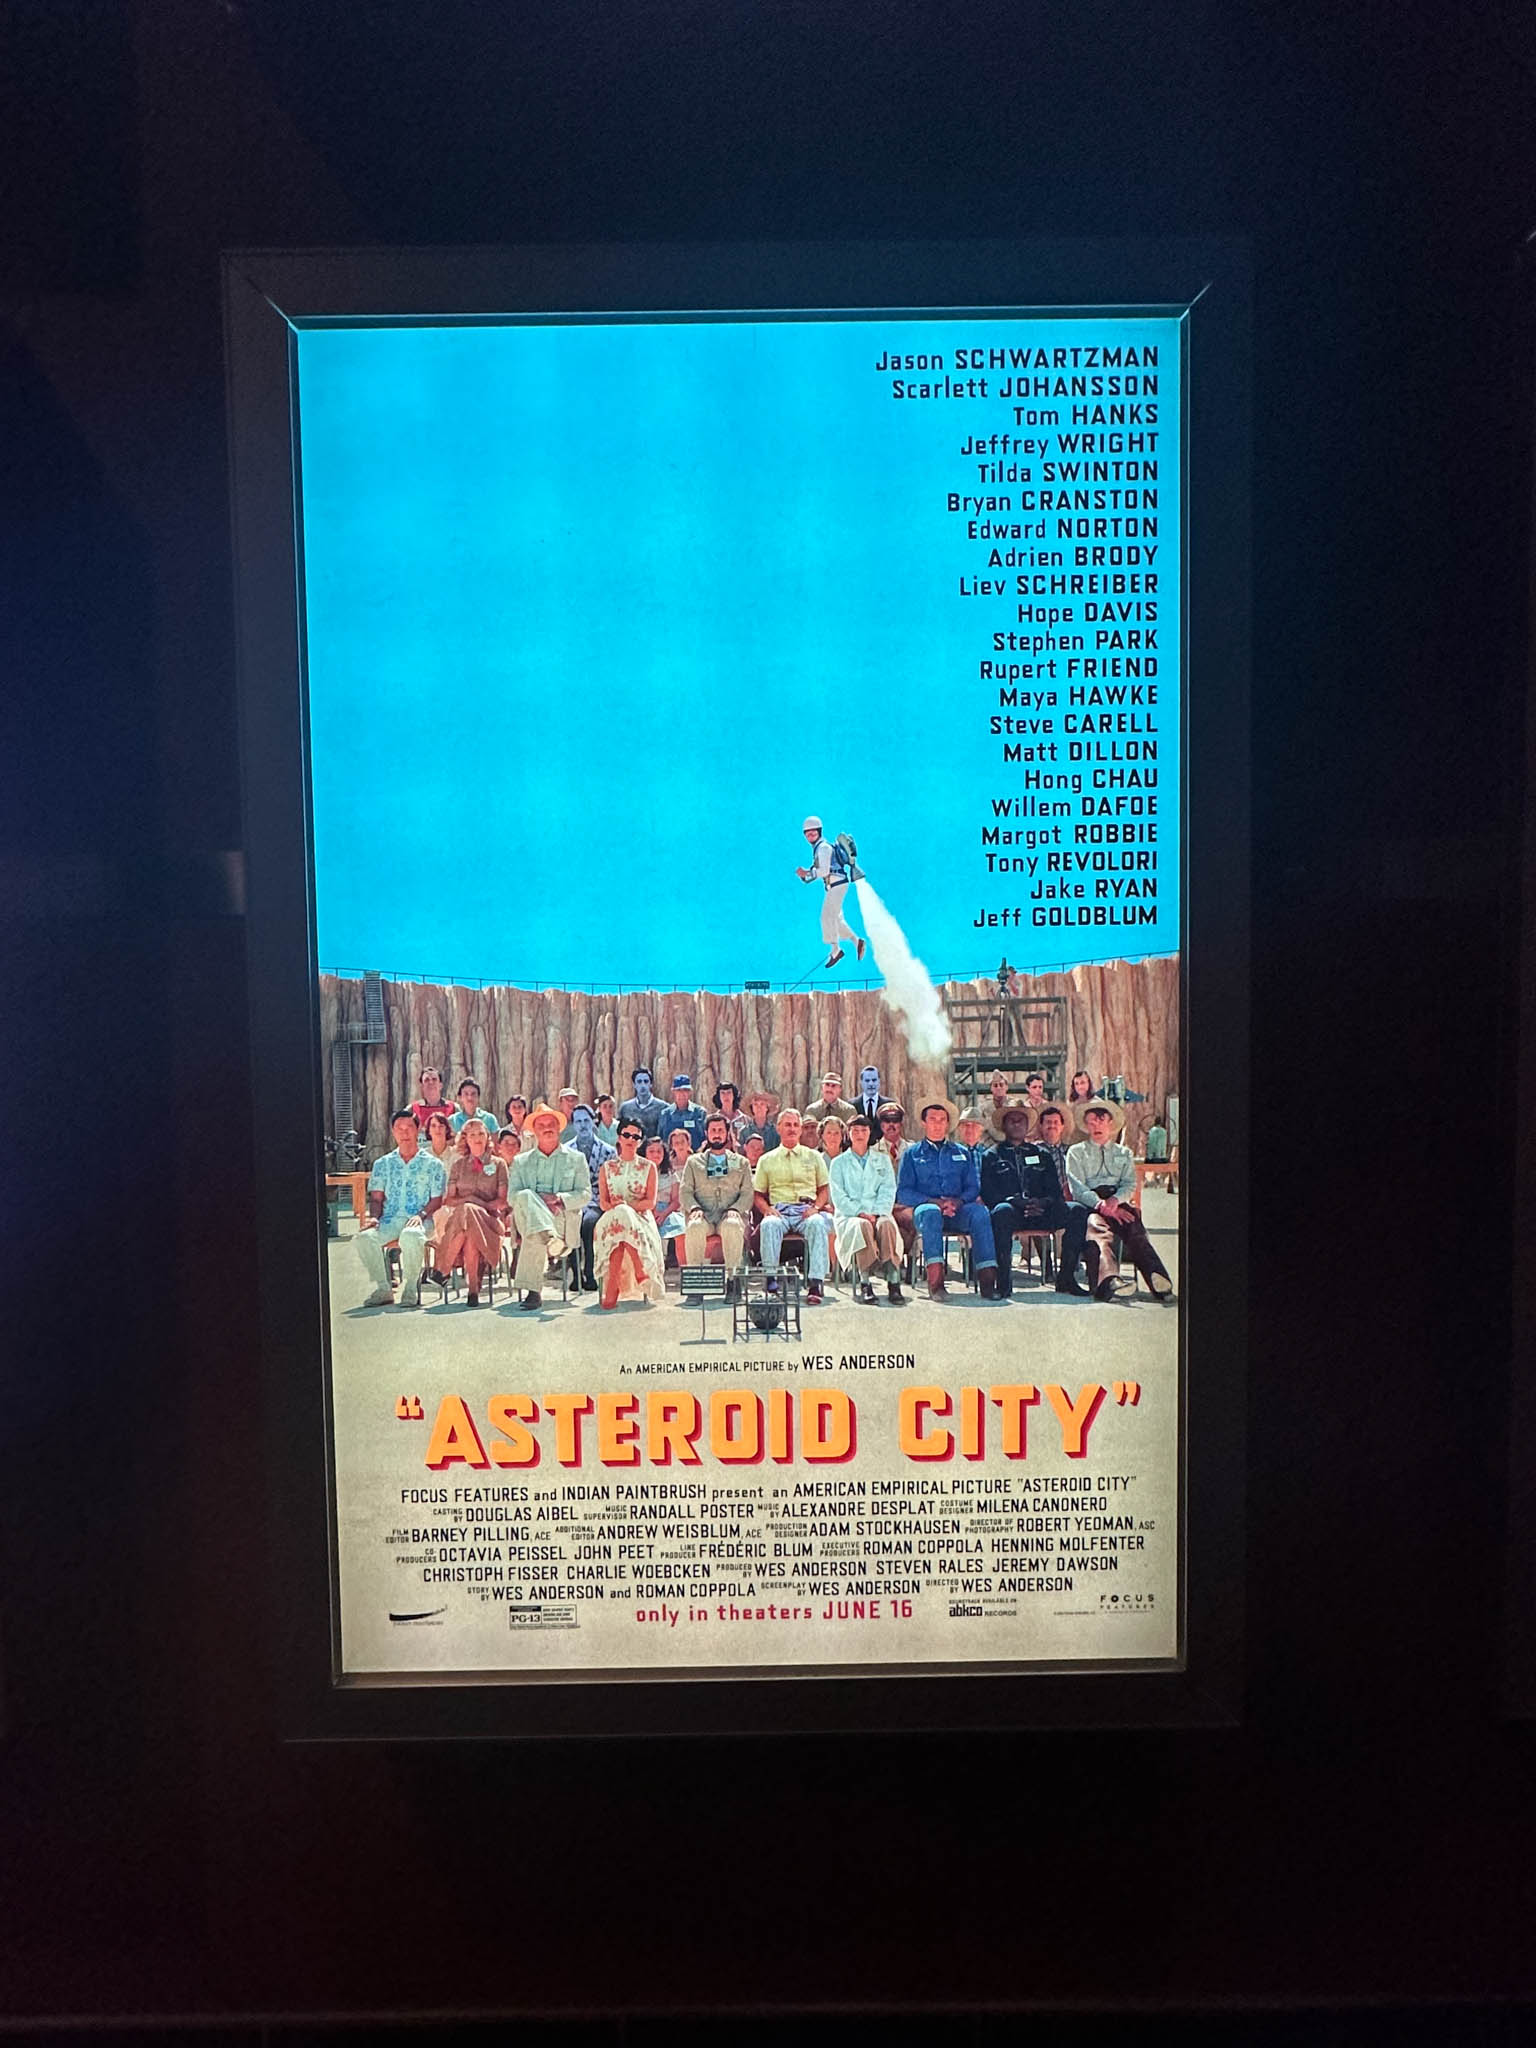 Jason SCHWARTZMAN
Scarlett JOHANSSON
Tom HANKS
Jeffrey WRIGHT
Tilda SWINTON
Bryan CRANSTON
Edward NORTON
Adrien BRODY
Liev SCHREIBER
Hope DAVIS
Stephen PARK
Rupert FRIEND
Maya HAWKE
Steve CARELL
Matt DILLON
Hong CHAU
Willem DAFOE
Margot ROBBIE
Tony REVOLORI
Jake RYAN
Jeff GOLDBLUM
An AMERICAN EMPIRICAL PICTURE by WES ANDERSON
"ASTEROID CITY"
FOCUS FEATURES and INDIAN PAINTBRUSH present an AMERICAN EMPIRICAL PICTURE "ASTEROID CITY"
CASTING BY DOUGLAS AIBEL MUSIC SUPERVISOR RANDALL POSTER MUSIC BY ALEXANDRE DESPLAT COSTUME DESIGNER MILENA CANONERO
FILM EDITOR BARNEY PILLING, ACE ADDITIONAL EDITOR ANDREW WEISBLUM, ACE PRODUCTION DESIGNER ADAM STOCKHAUSEN DIRECTOR OF PHOTOGRAPHY ROBERT YEOMAN, ASC
CO PRODUCERS OCTAVIA PEISSEL JOHN PEET LINE PRODUCER FRÉDÉRIC BLUM EXECUTIVE PRODUCERS ROMAN COPPOLA HENNING MOLFENTER
CHRISTOPH FISSER CHARLIE WOEBCKEN PRODUCED BY WES ANDERSON STEVEN RALES JEREMY DAWSON
STORY BY WES ANDERSON and ROMAN COPPOLA SCREENPLAY BY WES ANDERSON DIRECTED BY WES ANDERSON
PG-13
only in theaters JUNE 16
SOUNDTRACK AVAILABLE ON
abkco RECORDS
FOCUS
FEATURES